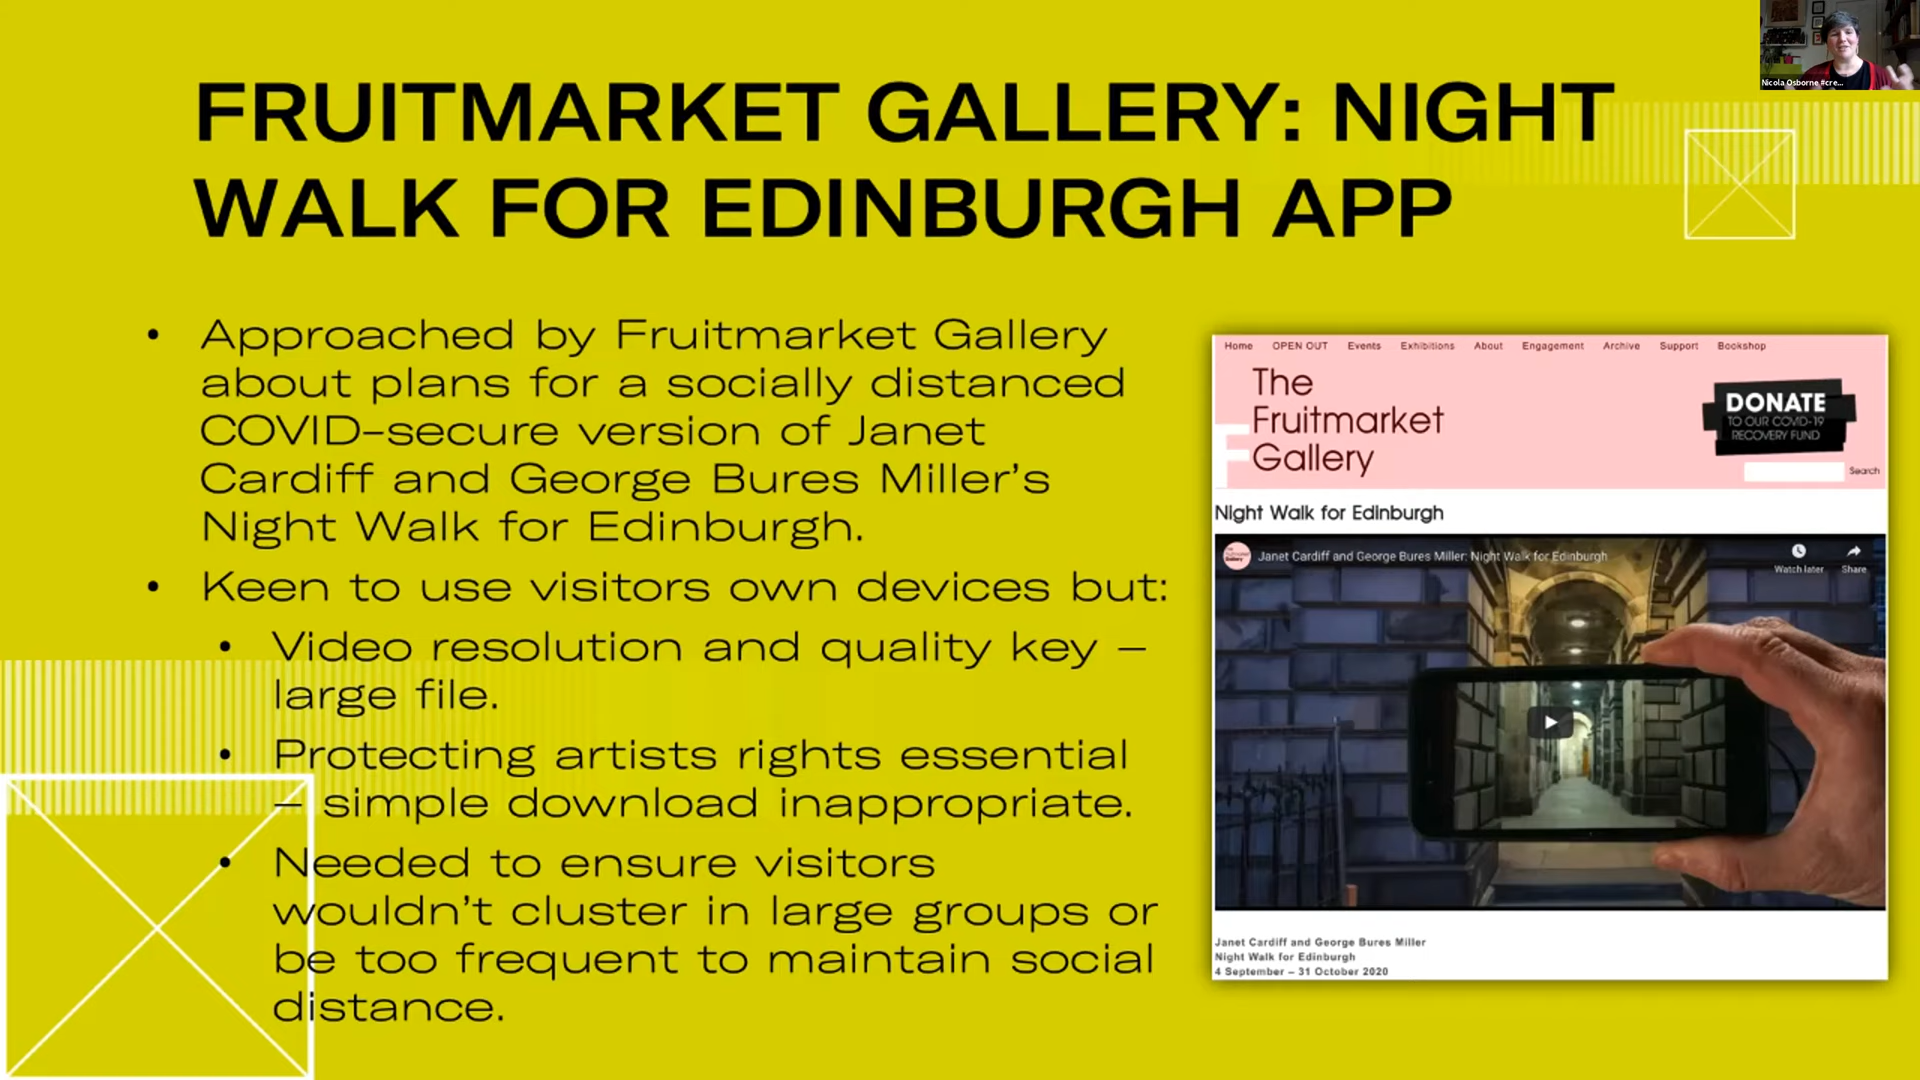 Nicola Osborne #cre...
FRUITMARKET GALLERY: NIGHT
WALK FOR EDINBURGH APP
• Approached by Fruitmarket Gallery
about plans for a socially distanced
COVID-secure version of Janet
Cardiff and George Bures Miller's
Night Walk for Edinburgh.
• Keen to use visitors own devices but:
• Video resolution and quality key –
large file.
• Protecting artists rights essential
– simple download inappropriate.
• Needed to ensure visitors
wouldn't cluster in large groups or
be too frequent to maintain social
distance.
Home OPEN OUT Events Exhibitions About Engagement Archive Support Bookshop
The
Fruitmarket
Gallery
F
DONATE
TO OUR COVID-19
RECOVERY FUND
Search
Night Walk for Edinburgh
Janet Cardiff and George Bures Miller: Night Walk for Edinburgh
Watch later Share
Janet Cardiff and George Bures Miller
Night Walk for Edinburgh
4 September – 31 October 2020